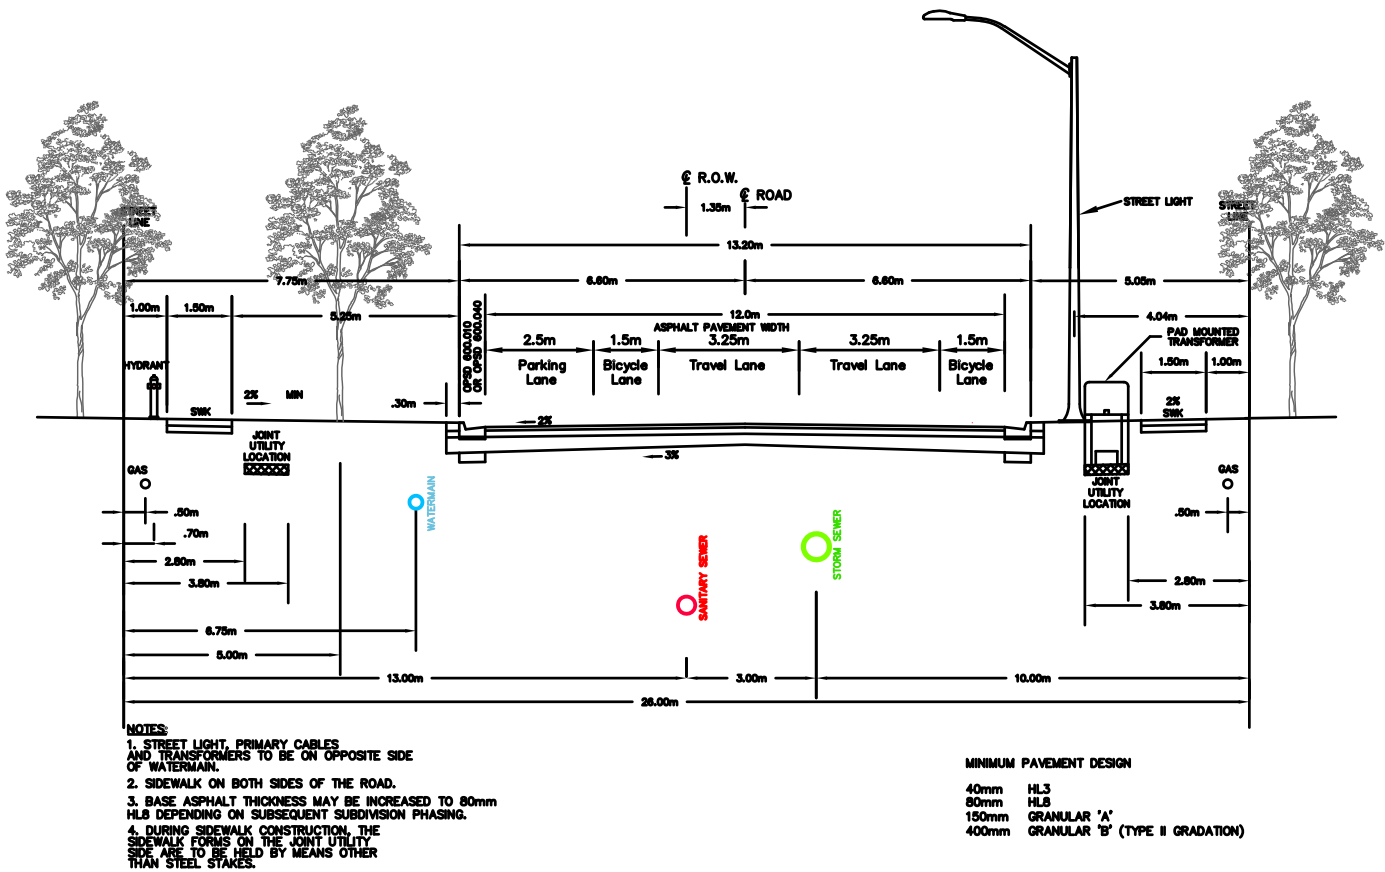 ℄ R.O.W.
℄ ROAD
1.35m
STREET LIGHT
STREET
LINE
STREET
LINE
13.20m
7.75m
6.60m
6.60m
5.05m
1.00m
1.50m
5.25m
OPSD 600.010
OR OPSD 600.040
12.0m
ASPHALT PAVEMENT WIDTH
4.04m
PAD MOUNTED
TRANSFORMER
2.5m
Parking
Lane
1.5m
Bicycle
Lane
3.25m
Travel Lane
3.25m
Travel Lane
1.5m
Bicycle
Lane
1.50m
1.00m
HYDRANT
2%
MIN
.30m
SWK
2%
2%
SWK
JOINT
UTILITY
LOCATION
3%
GAS
GAS
JOINT
UTILITY
LOCATION
WATERMAIN
.50m
.50m
.70m
STORM SEWER
SANITARY SEWER
2.80m
3.80m
2.80m
3.80m
6.75m
5.00m
13.00m
3.00m
10.00m
26.00m
NOTES:
1. STREET LIGHT, PRIMARY CABLES
AND TRANSFORMERS TO BE ON OPPOSITE SIDE
OF WATERMAIN.
2. SIDEWALK ON BOTH SIDES OF THE ROAD.
3. BASE ASPHALT THICKNESS MAY BE INCREASED TO 80mm
HL8 DEPENDING ON SUBSEQUENT SUBDIVISION PHASING.
4. DURING SIDEWALK CONSTRUCTION, THE
SIDEWALK FORMS ON THE JOINT UTILITY
SIDE ARE TO BE HELD BY MEANS OTHER
THAN STEEL STAKES.
MINIMUM PAVEMENT DESIGN
40mm HL3
80mm HL8
150mm GRANULAR 'A'
400mm GRANULAR 'B' (TYPE II GRADATION)